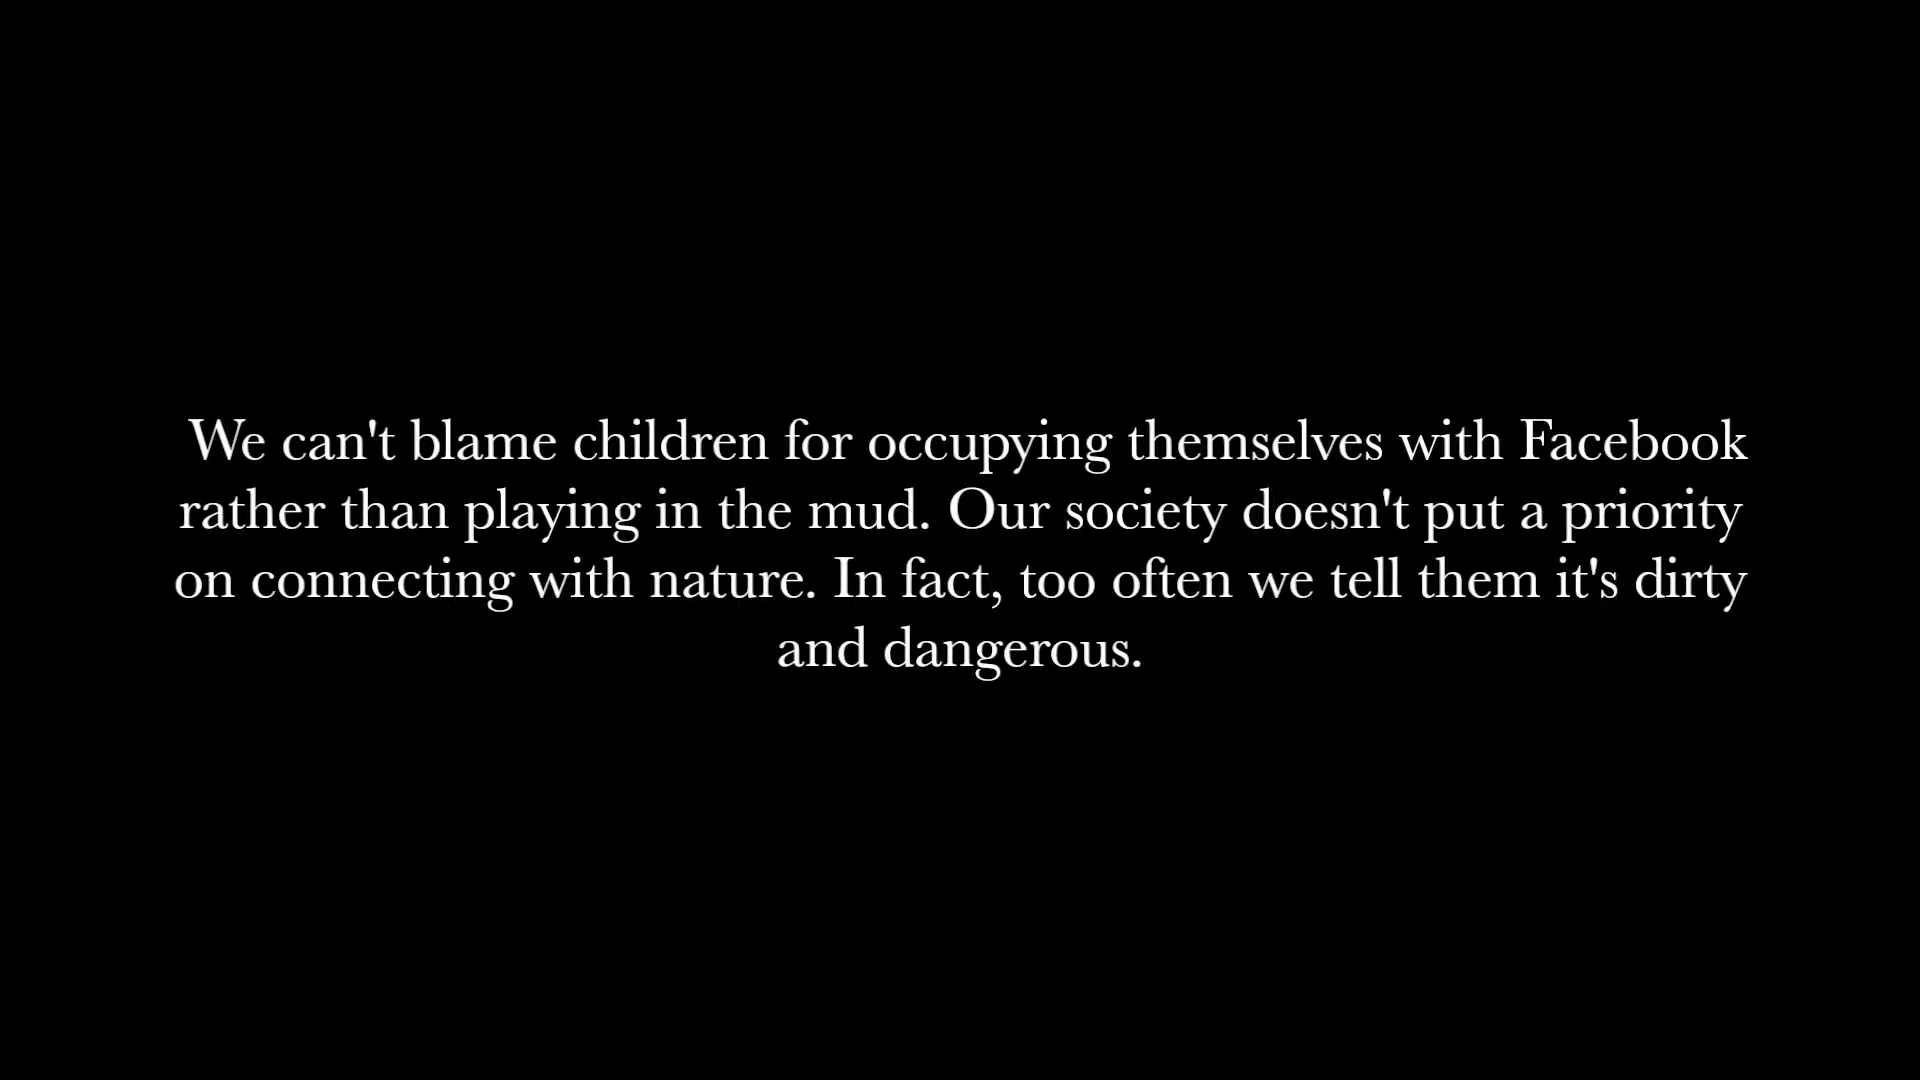 We can't blame children for occupying themselves with Facebook
rather than playing in the mud. Our society doesn't put a priority
on connecting with nature. In fact, too often we tell them it's dirty
and dangerous.